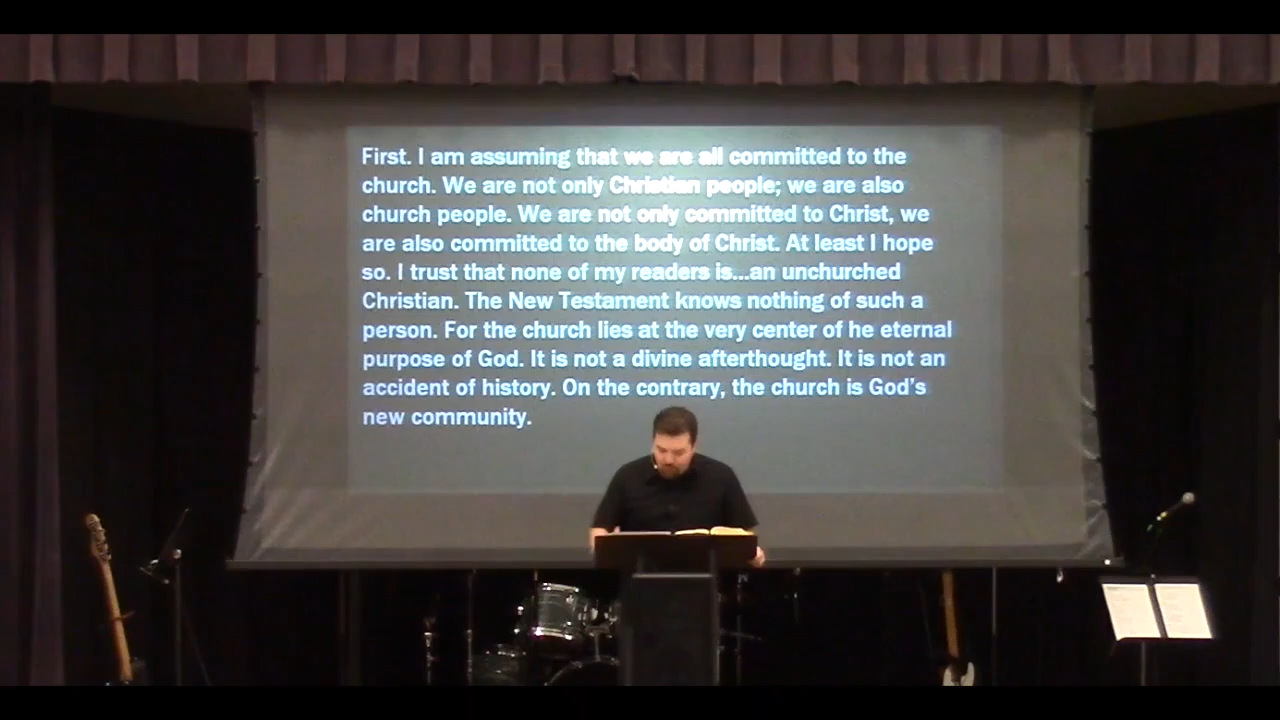 First. I am assuming that we are all committed to the
church. We are not only Christian people; we are also
church people. We are not only committed to Christ, we
are also committed to the body of Christ. At least I hope
so. I trust that none of my readers is...an unchurched
Christian. The New Testament knows nothing of such a
person. For the church lies at the very center of he eternal
purpose of God. It is not a divine afterthought. It is not an
accident of history. On the contrary, the church is God's
new community.